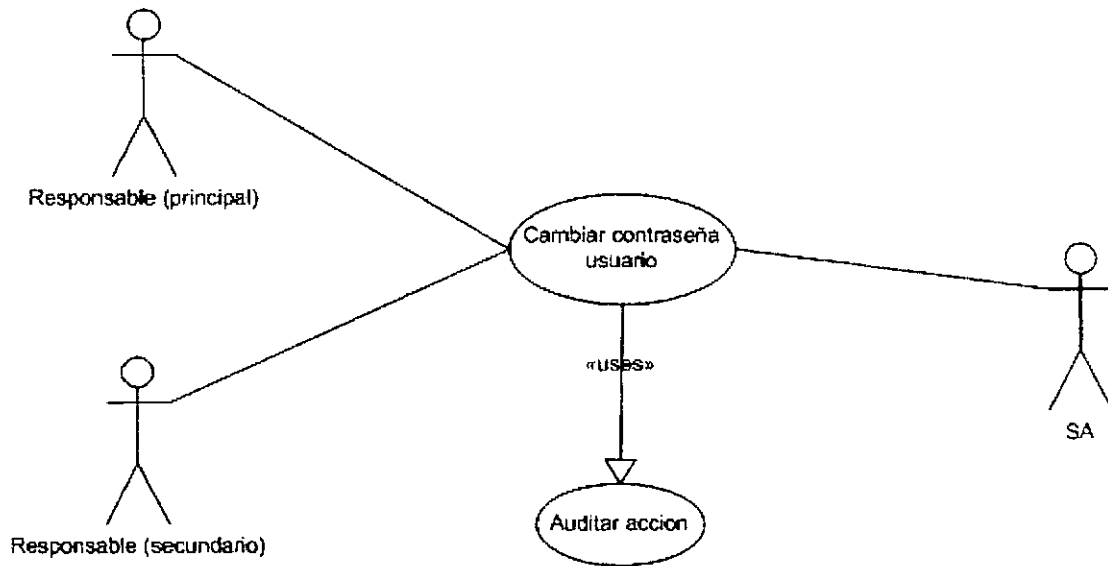 Responsable (principal)
Cambiar contraseña
usuario
«uses»
SA
Auditar accion
Responsable (secundario)